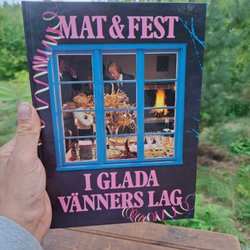 MAT & FEST
I GLADA
VÄNNERS LAG